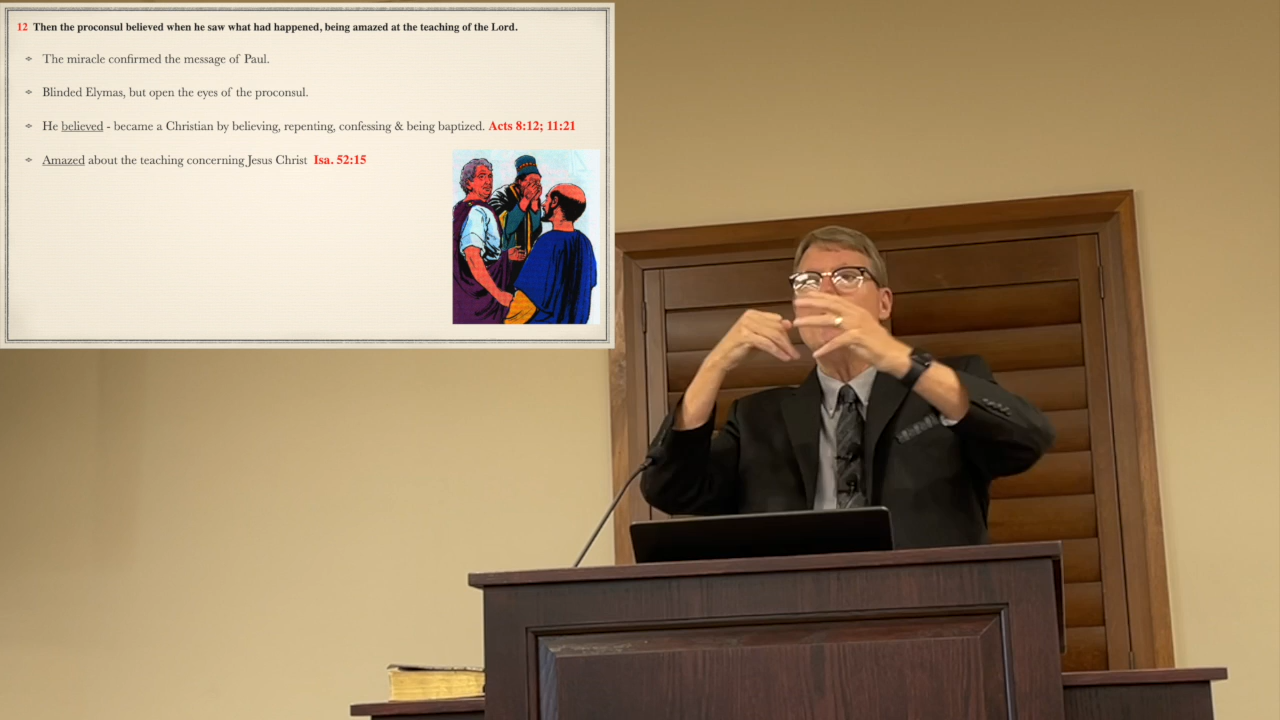 12 Then the proconsul believed when he saw what had happened, being amazed at the teaching of the Lord.
The miracle confirmed the message of Paul.
Blinded Elymas, but open the eyes of the proconsul.
He believed - became a Christian by believing, repenting, confessing & being baptized. Acts 8:12; 11:21
Amazed about the teaching concerning Jesus Christ Isa. 52:15